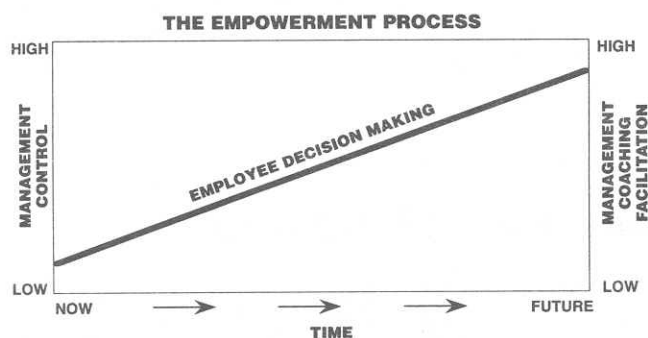 THE EMPOWERMENT PROCESS
HIGH
HIGH
MANAGEMENT
CONTROL
EMPLOYEE DECISION MAKING
MANAGEMENT
COACHING
FACILITATION
LOW
LOW
NOW
FUTURE
TIME